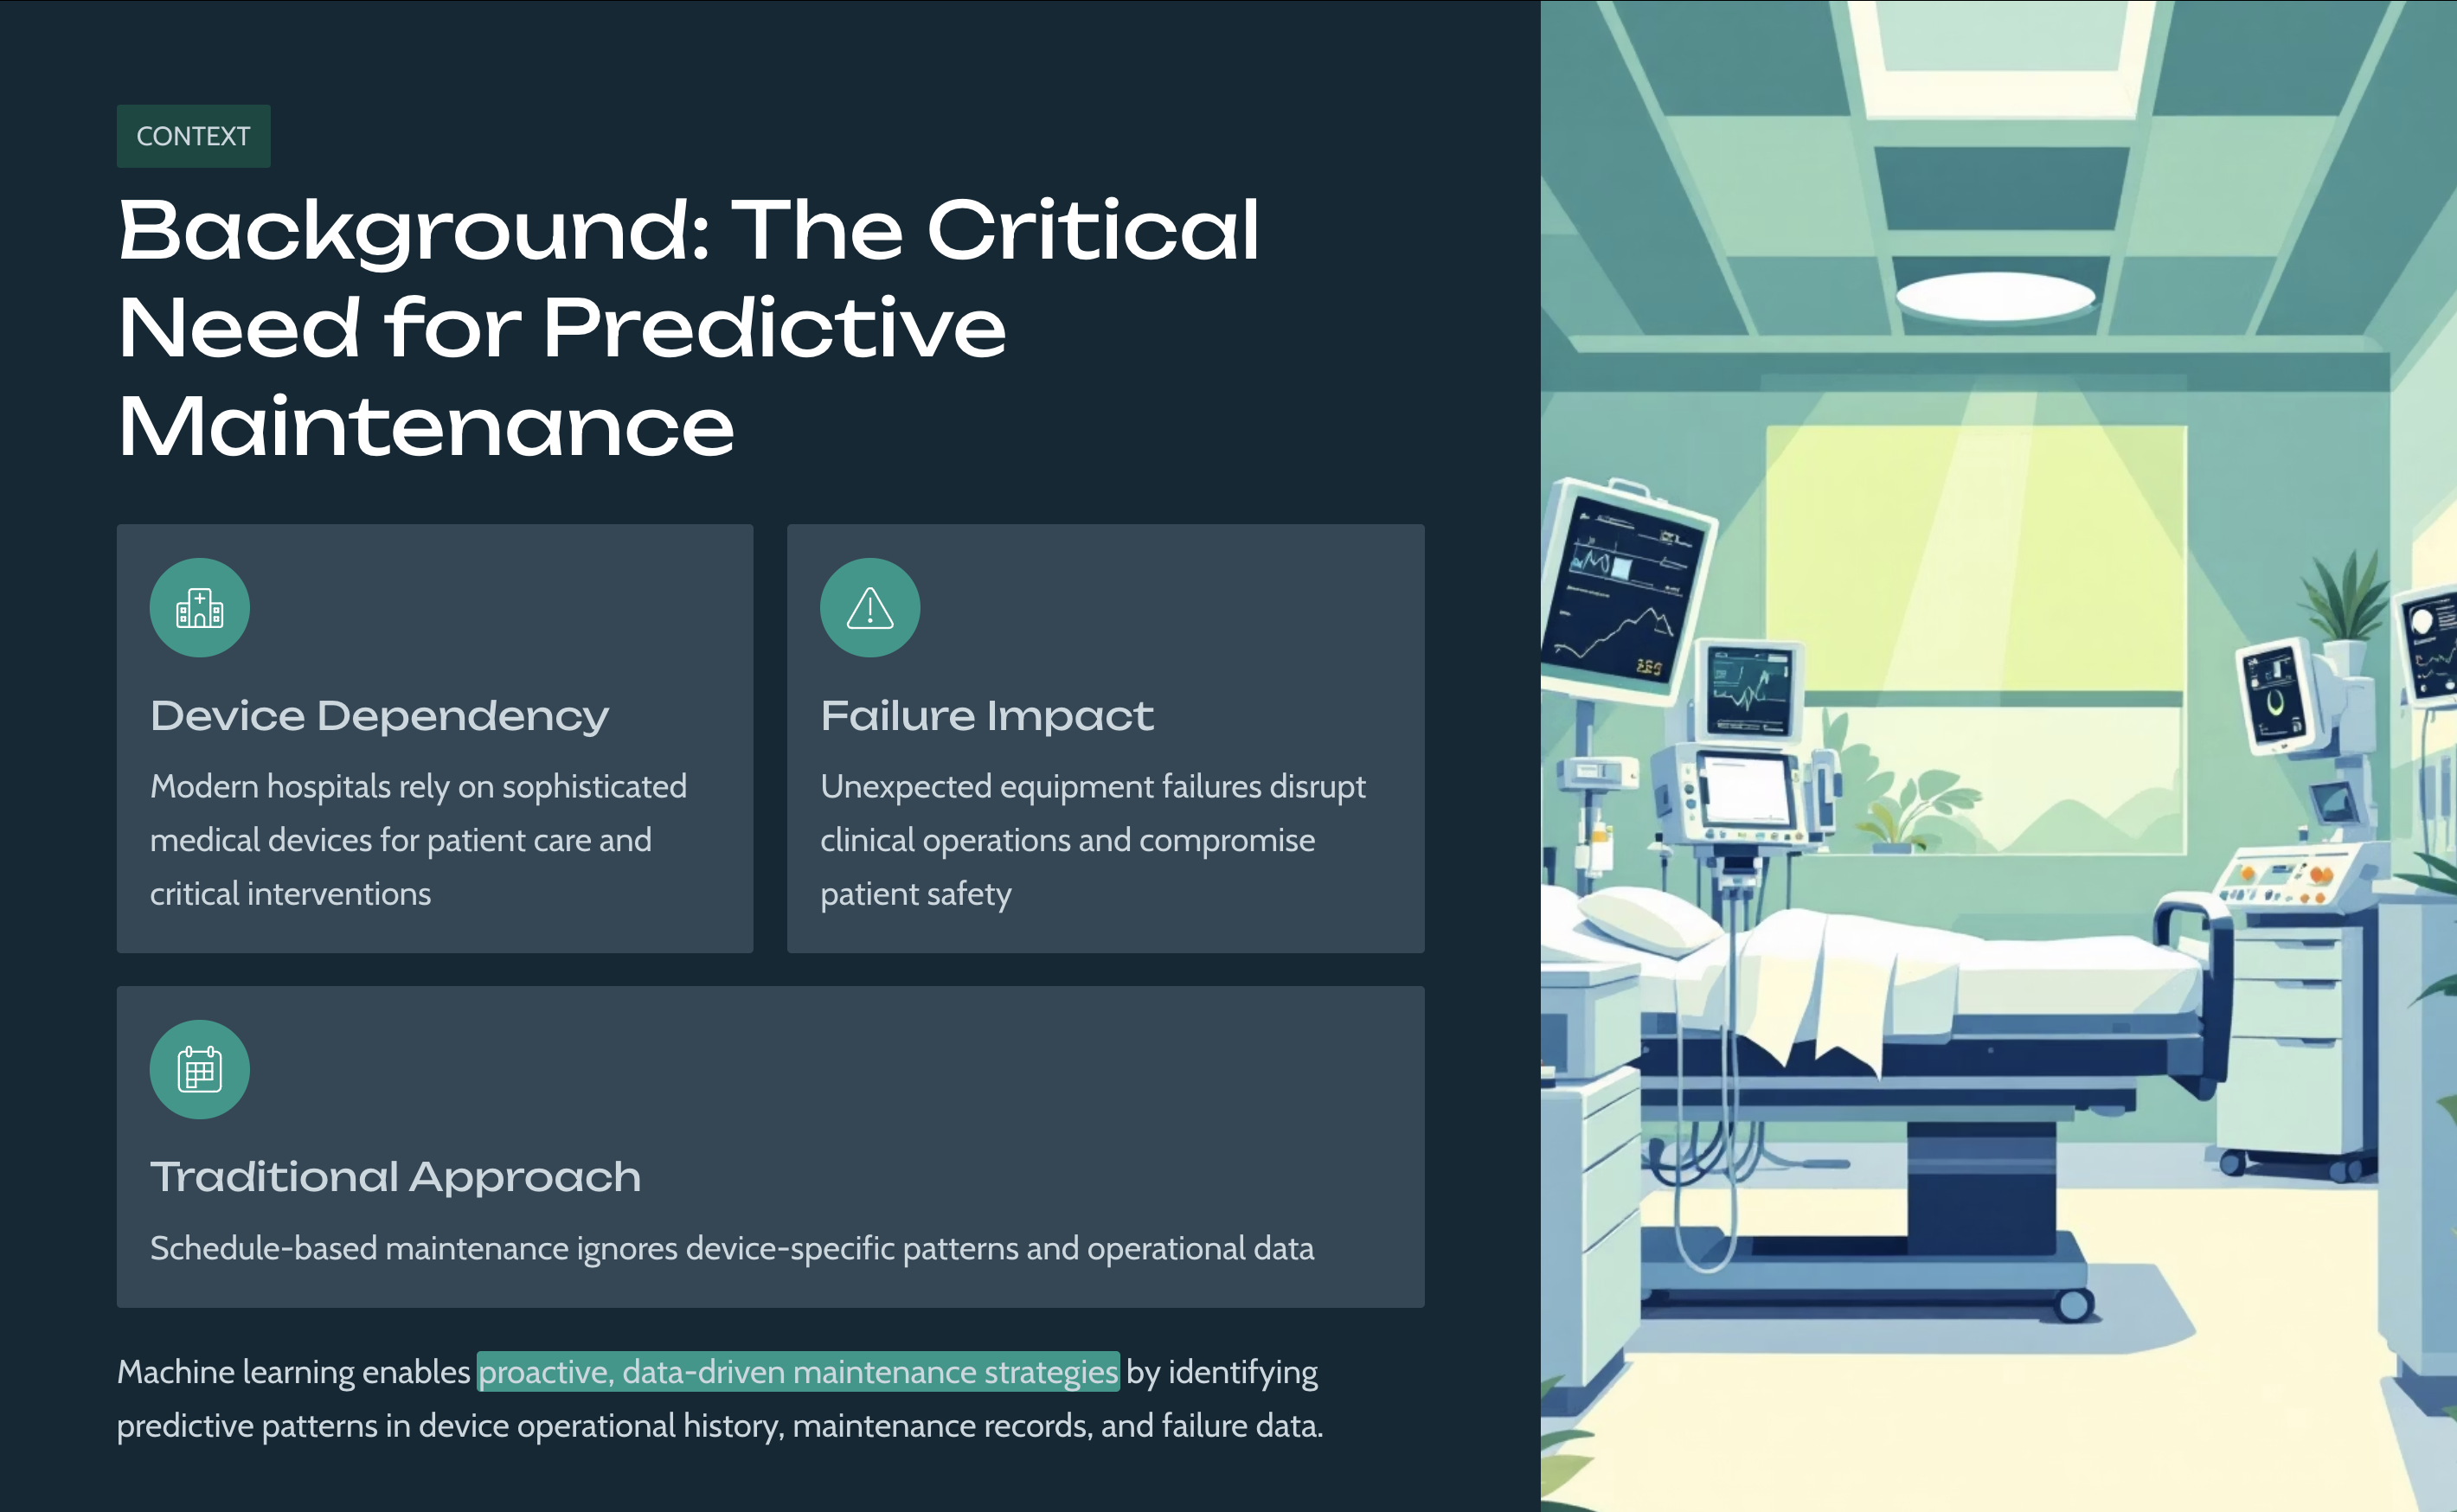 CONTEXT
Background: The Critical
Need for Predictive
Maintenance
Device Dependency
Modern hospitals rely on sophisticated
medical devices for patient care and
critical interventions
Failure Impact
Unexpected equipment failures disrupt
clinical operations and compromise
patient safety
Traditional Approach
Schedule-based maintenance ignores device-specific patterns and operational data
Machine learning enables proactive, data-driven maintenance strategies by identifying
predictive patterns in device operational history, maintenance records, and failure data.